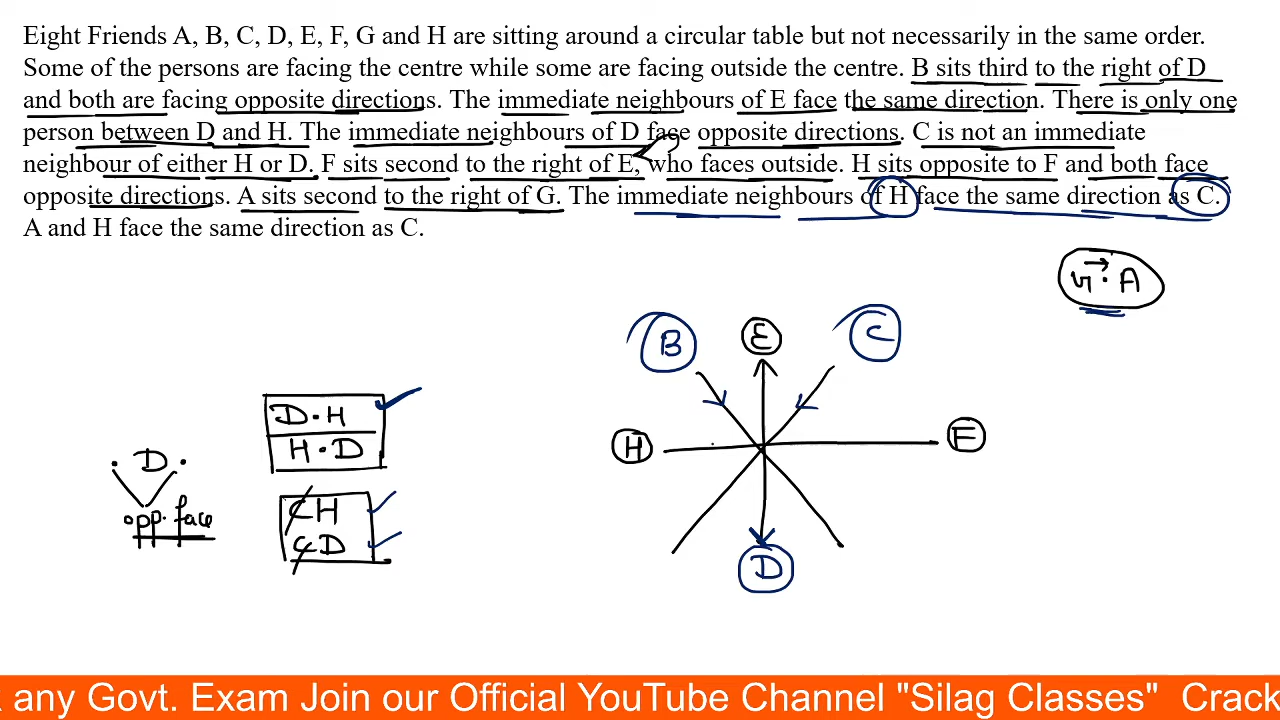 Eight Friends A, B, C, D, E, F, G and H are sitting around a circular table but not necessarily in the same order.
Some of the persons are facing the centre while some are facing outside the centre. B sits third to the right of D
and both are facing opposite directions. The immediate neighbours of E face the same direction. There is only one
person between D and H. The immediate neighbours of D face opposite directions. C is not an immediate
neighbour of either H or D. F sits second to the right of E, who faces outside. H sits opposite to F and both face
opposite directions. A sits second to the right of G. The immediate neighbours of H face the same direction as C.
A and H face the same direction as C.
G · A
B
E
C
D · H
H · D
H
F
· D ·
opp. face
C H
C D
D
any Govt. Exam Join our Official YouTube Channel "Silag Classes" Crack